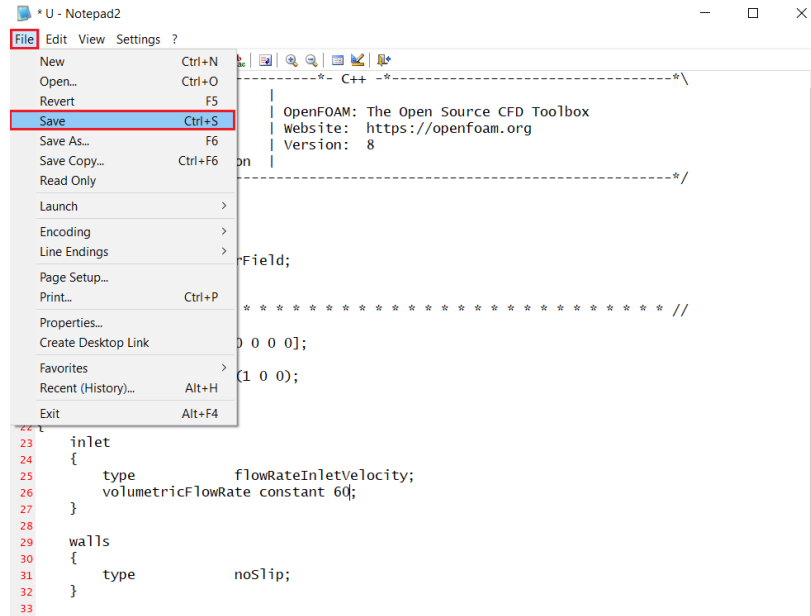 * U - Notepad2
File Edit View Settings ?
New Ctrl+N
Open... Ctrl+O
Revert F5
Save Ctrl+S
Save As... F6
Save Copy... Ctrl+F6
Read Only
Launch >
Encoding >
Line Endings >
Page Setup...
Print... Ctrl+P
Properties...
Create Desktop Link
Favorites >
Recent (History)... Alt+H
Exit Alt+F4
----------*- C++ -*----------------------------------*\
|
| OpenFOAM: The Open Source CFD Toolbox
| Website: https://openfoam.org
| Version: 8
on |
-----------------------------------------------------*/
rField;
* * * * * * * * * * * * * * * * * * * * * * * * * * //
0 0 0 0];
(1 0 0);
22 {
23 inlet
24 {
25 type flowRateInletVelocity;
26 volumetricFlowRate constant 60;
27 }
28
29 walls
30 {
31 type noSlip;
32 }
33